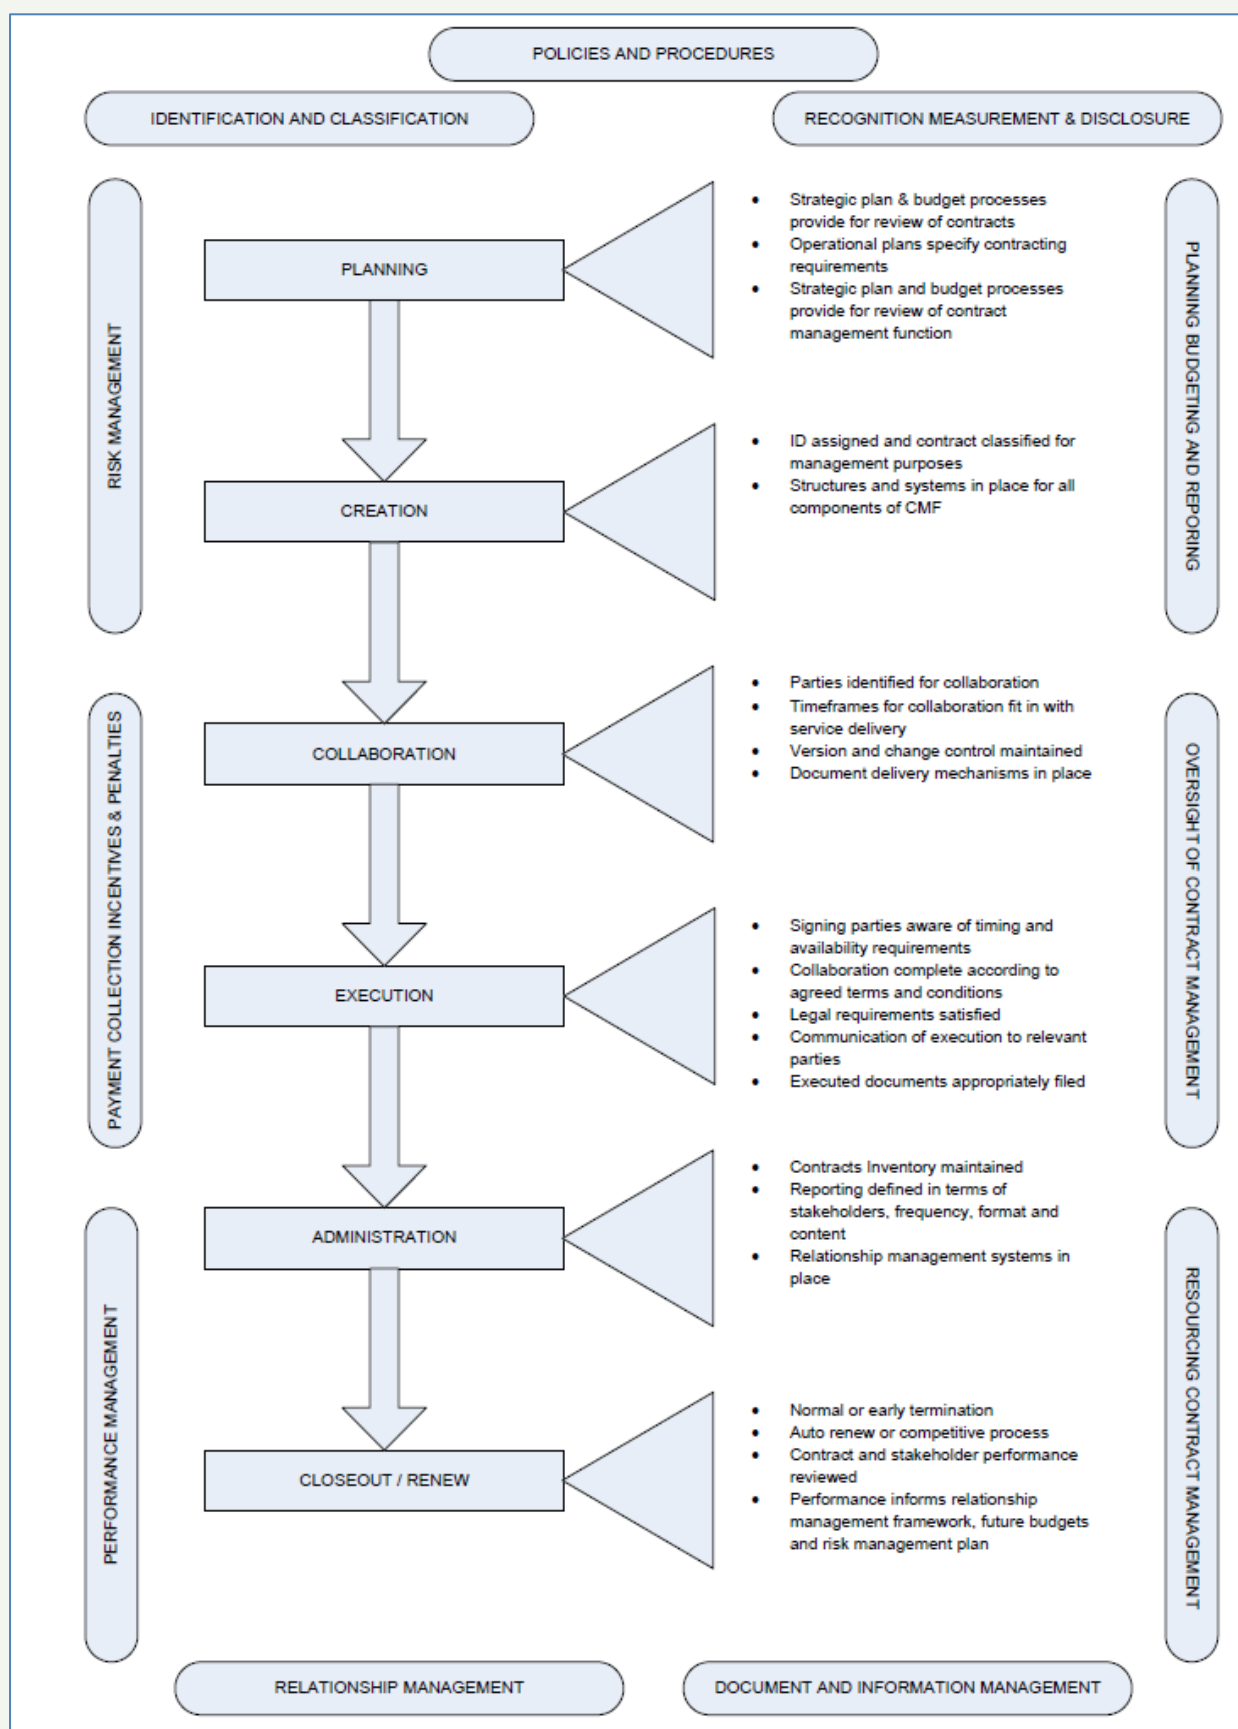 POLICIES AND PROCEDURES
IDENTIFICATION AND CLASSIFICATION
RECOGNITION MEASUREMENT & DISCLOSURE
RISK MANAGEMENT
PLANNING
• Strategic plan & budget processes
provide for review of contracts
• Operational plans specify contracting
requirements
• Strategic plan and budget processes
provide for review of contract
management function
PLANNING BUDGETING AND REPORING
CREATION
• ID assigned and contract classified for
management purposes
• Structures and systems in place for all
components of CMF
PAYMENT COLLECTION INCENTIVES & PENALTIES
COLLABORATION
• Parties identified for collaboration
• Timeframes for collaboration fit in with
service delivery
• Version and change control maintained
• Document delivery mechanisms in place
OVERSIGHT OF CONTRACT MANAGEMENT
EXECUTION
• Signing parties aware of timing and
availability requirements
• Collaboration complete according to
agreed terms and conditions
• Legal requirements satisfied
• Communication of execution to relevant
parties
• Executed documents appropriately filed
PERFORMANCE MANAGEMENT
ADMINISTRATION
• Contracts Inventory maintained
• Reporting defined in terms of
stakeholders, frequency, format and
content
• Relationship management systems in
place
RESOURCING CONTRACT MANAGEMENT
CLOSEOUT / RENEW
• Normal or early termination
• Auto renew or competitive process
• Contract and stakeholder performance
reviewed
• Performance informs relationship
management framework, future budgets
and risk management plan
RELATIONSHIP MANAGEMENT
DOCUMENT AND INFORMATION MANAGEMENT